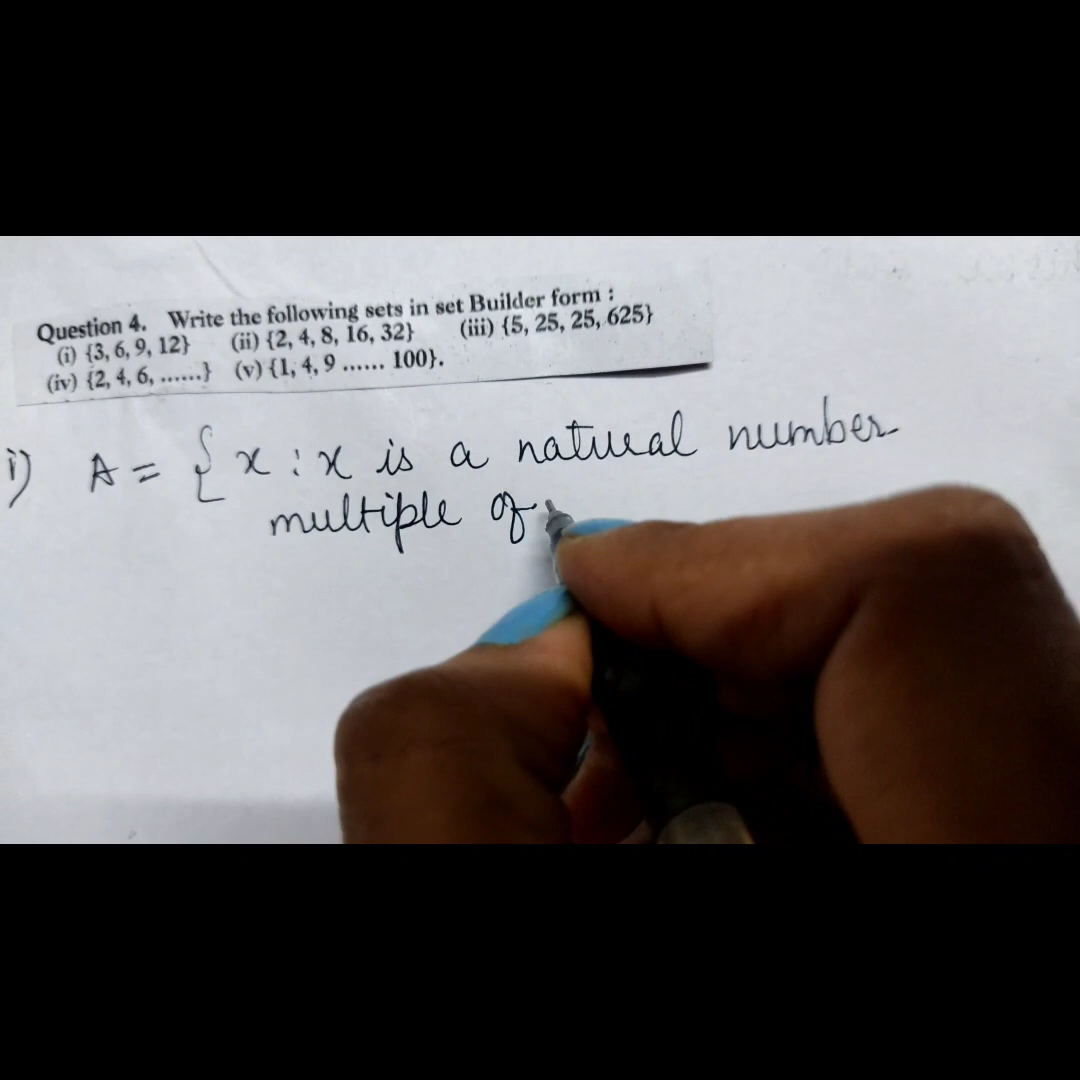 Question 4. Write the following sets in set Builder form :
(i) {3, 6, 9, 12} (ii) {2, 4, 8, 16, 32} (iii) {5, 25, 25, 625}
(iv) {2, 4, 6, ......} (v) {1, 4, 9 ...... 100}.
i) A = { x : x is a natural number
multiple of